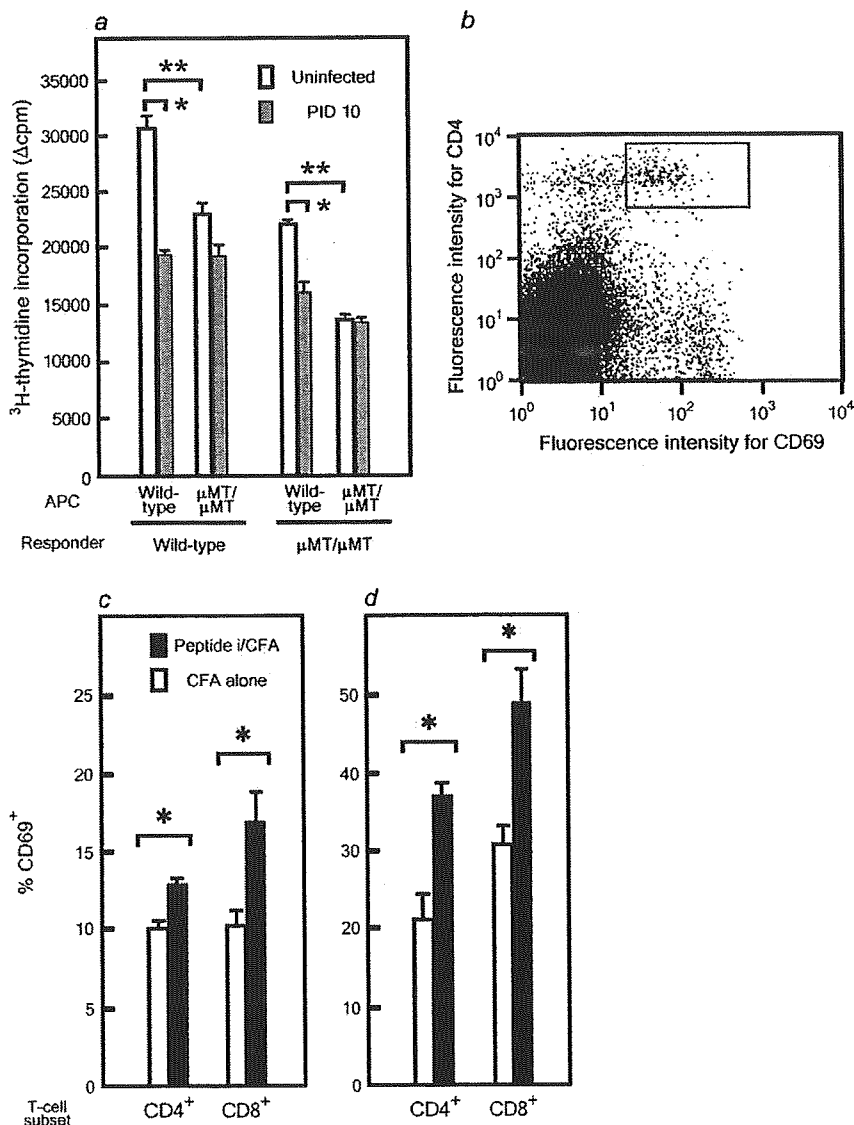 a
³H-thymidine incorporation (Δcpm)
35000
30000
25000
20000
15000
10000
5000
0
**
*
**
*
Uninfected
PID 10
APC
Wild-type
μMT/μMT
Wild-type
μMT/μMT
Responder
Wild-type
μMT/μMT
b
Fluorescence intensity for CD4
10⁴
10³
10²
10¹
10⁰
10⁰
10¹
10²
10³
10⁴
Fluorescence intensity for CD69
c
Peptide i/CFA
CFA alone
% CD69⁺
25
20
15
10
5
0
*
*
T-cell
subset
CD4⁺
CD8⁺
d
50
40
30
20
10
0
*
*
CD4⁺
CD8⁺